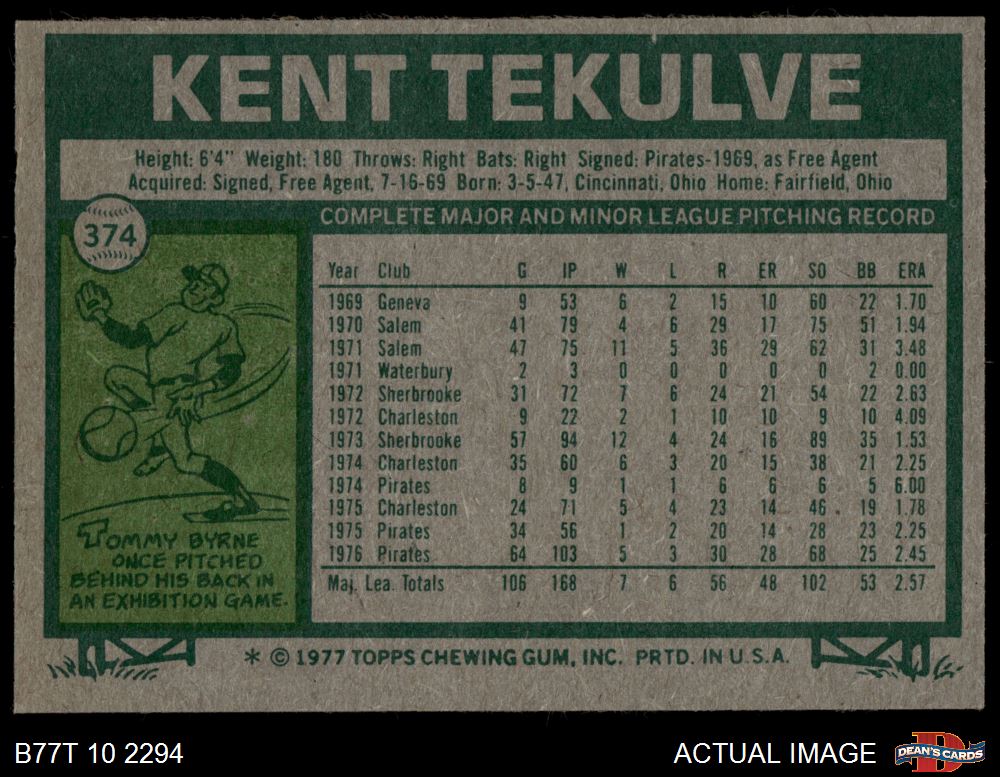 KENT TEKULVE
Height: 6'4" Weight: 180 Throws: Right Bats: Right Signed: Pirates-1969, as Free Agent
Acquired: Signed, Free Agent, 7-16-69 Born: 3-5-47, Cincinnati, Ohio Home: Fairfield, Ohio
374
COMPLETE MAJOR AND MINOR LEAGUE PITCHING RECORD
Year Club G IP W L R ER SO BB ERA
1969 Geneva 9 53 6 2 15 10 60 22 1.70
1970 Salem 41 79 4 6 29 17 75 51 1.94
1971 Salem 47 75 11 5 36 29 62 31 3.48
1971 Waterbury 2 3 0 0 0 0 0 2 0.00
1972 Sherbrooke 31 72 7 6 24 21 54 22 2.63
1972 Charleston 9 22 2 1 10 10 9 10 4.09
1973 Sherbrooke 57 94 12 4 24 16 89 35 1.53
1974 Charleston 35 60 6 3 20 15 38 21 2.25
1974 Pirates 8 9 1 1 6 6 6 5 6.00
1975 Charleston 24 71 5 4 23 14 46 19 1.78
1975 Pirates 34 56 1 2 20 14 28 23 2.25
1976 Pirates 64 103 5 3 30 28 68 25 2.45
Maj. Lea. Totals 106 168 7 6 56 48 102 53 2.57
TOMMY BYRNE
ONCE PITCHED
BEHIND HIS BACK IN
AN EXHIBITION GAME.
* © 1977 TOPPS CHEWING GUM, INC. PRTD. IN U.S.A.
B77T 10 2294
ACTUAL IMAGE
D
DEAN'S CARDS